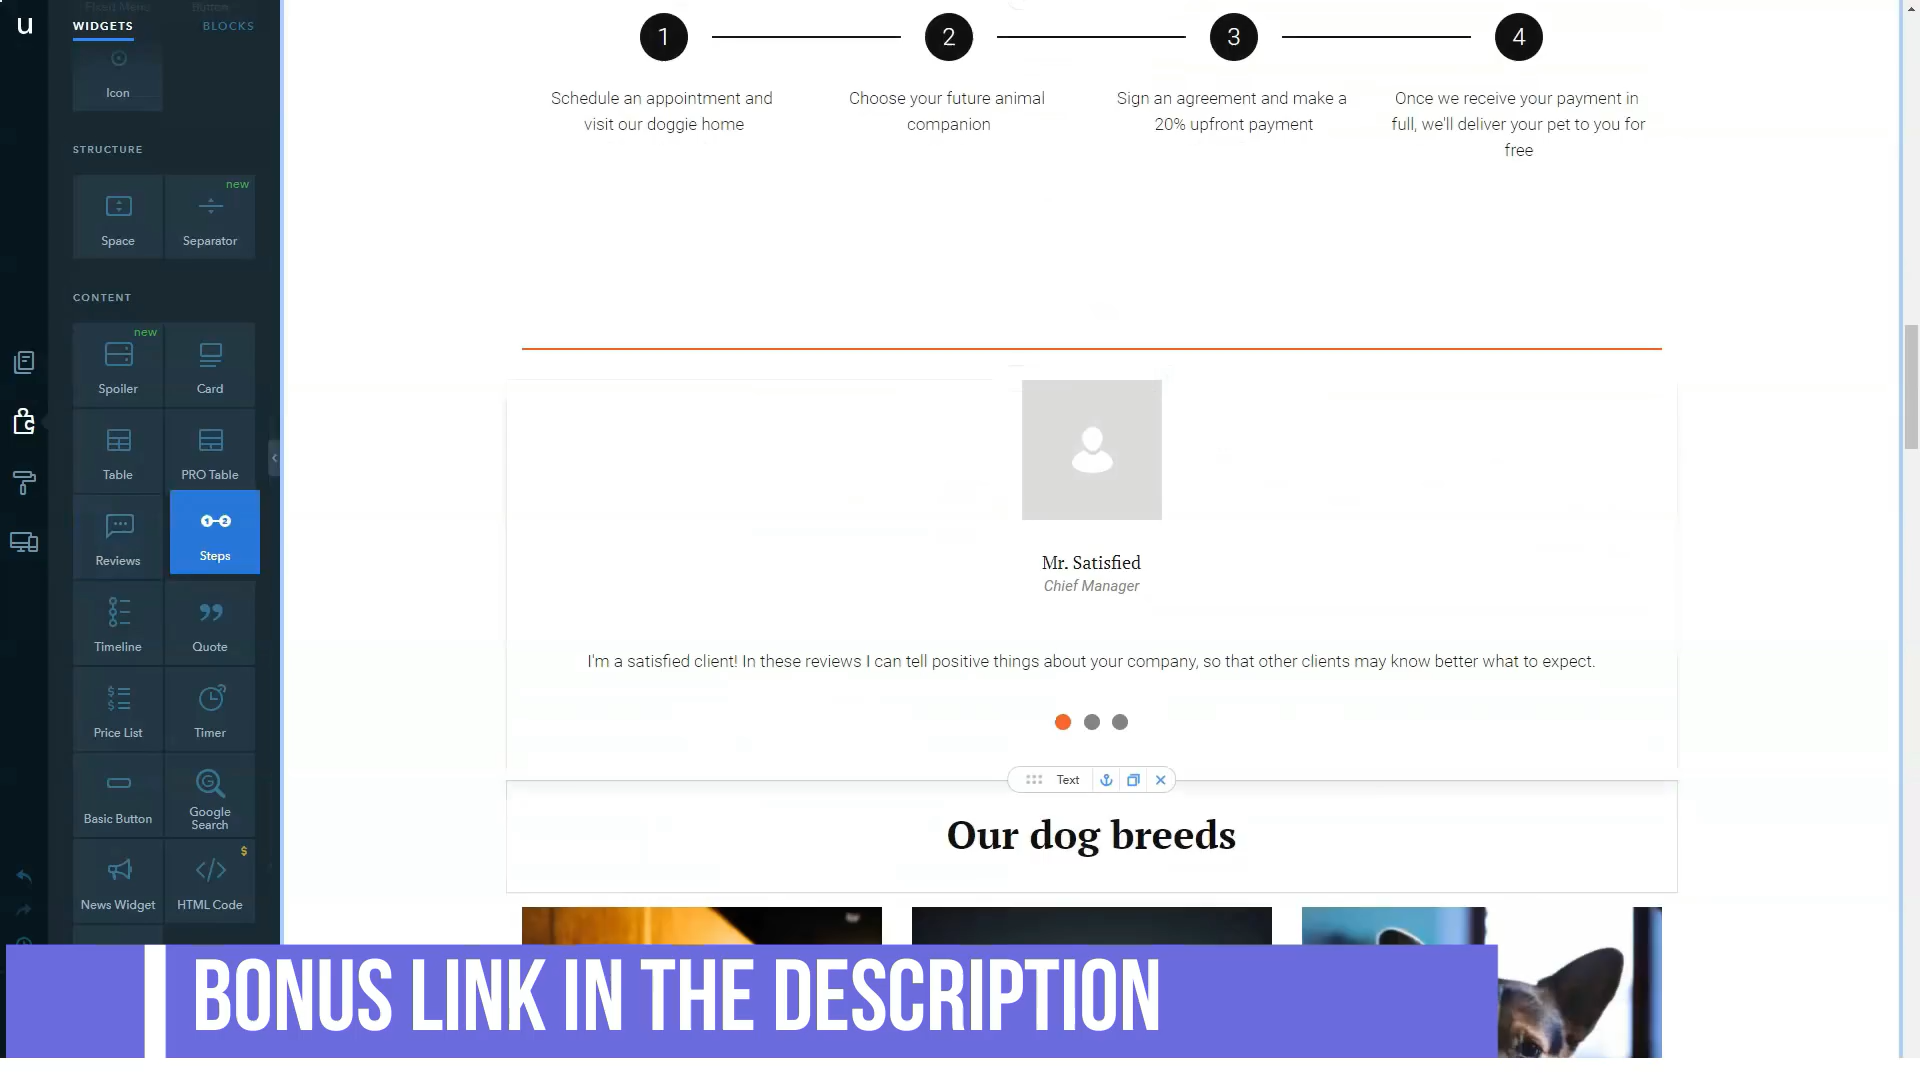 u
WIDGETS
BLOCKS
Icon
STRUCTURE
Space
new
Separator
CONTENT
new
Spoiler
Card
Table
PRO Table
Reviews
Steps
Timeline
Quote
Price List
Timer
Basic Button
Google
Search
News Widget
$
HTML Code
1
2
3
4
Schedule an appointment and
visit our doggie home
Choose your future animal
companion
Sign an agreement and make a
20% upfront payment
Once we receive your payment in
full, we'll deliver your pet to you for
free
Mr. Satisfied
Chief Manager
I'm a satisfied client! In these reviews I can tell positive things about your company, so that other clients may know better what to expect.
Text
Our dog breeds
BONUS LINK IN THE DESCRIPTION